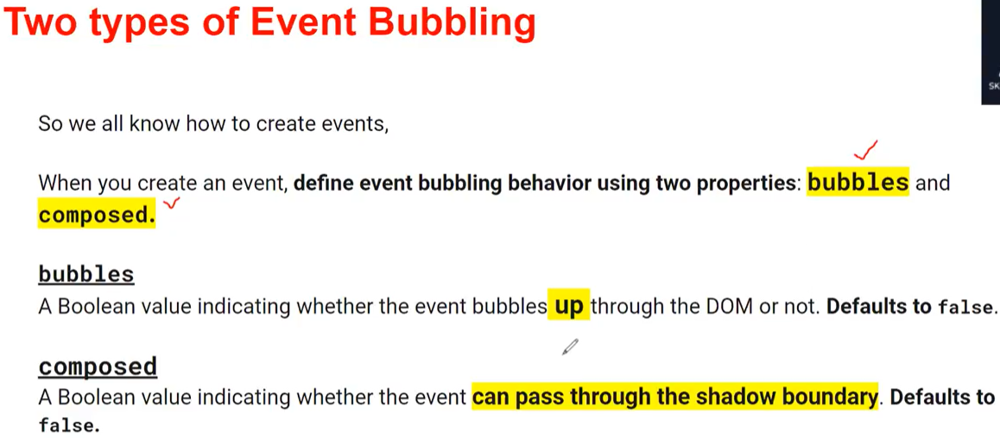 Two types of Event Bubbling
SK
So we all know how to create events,
When you create an event, define event bubbling behavior using two properties: bubbles and
composed.
bubbles
A Boolean value indicating whether the event bubbles up through the DOM or not. Defaults to false.
composed
A Boolean value indicating whether the event can pass through the shadow boundary. Defaults to
false.